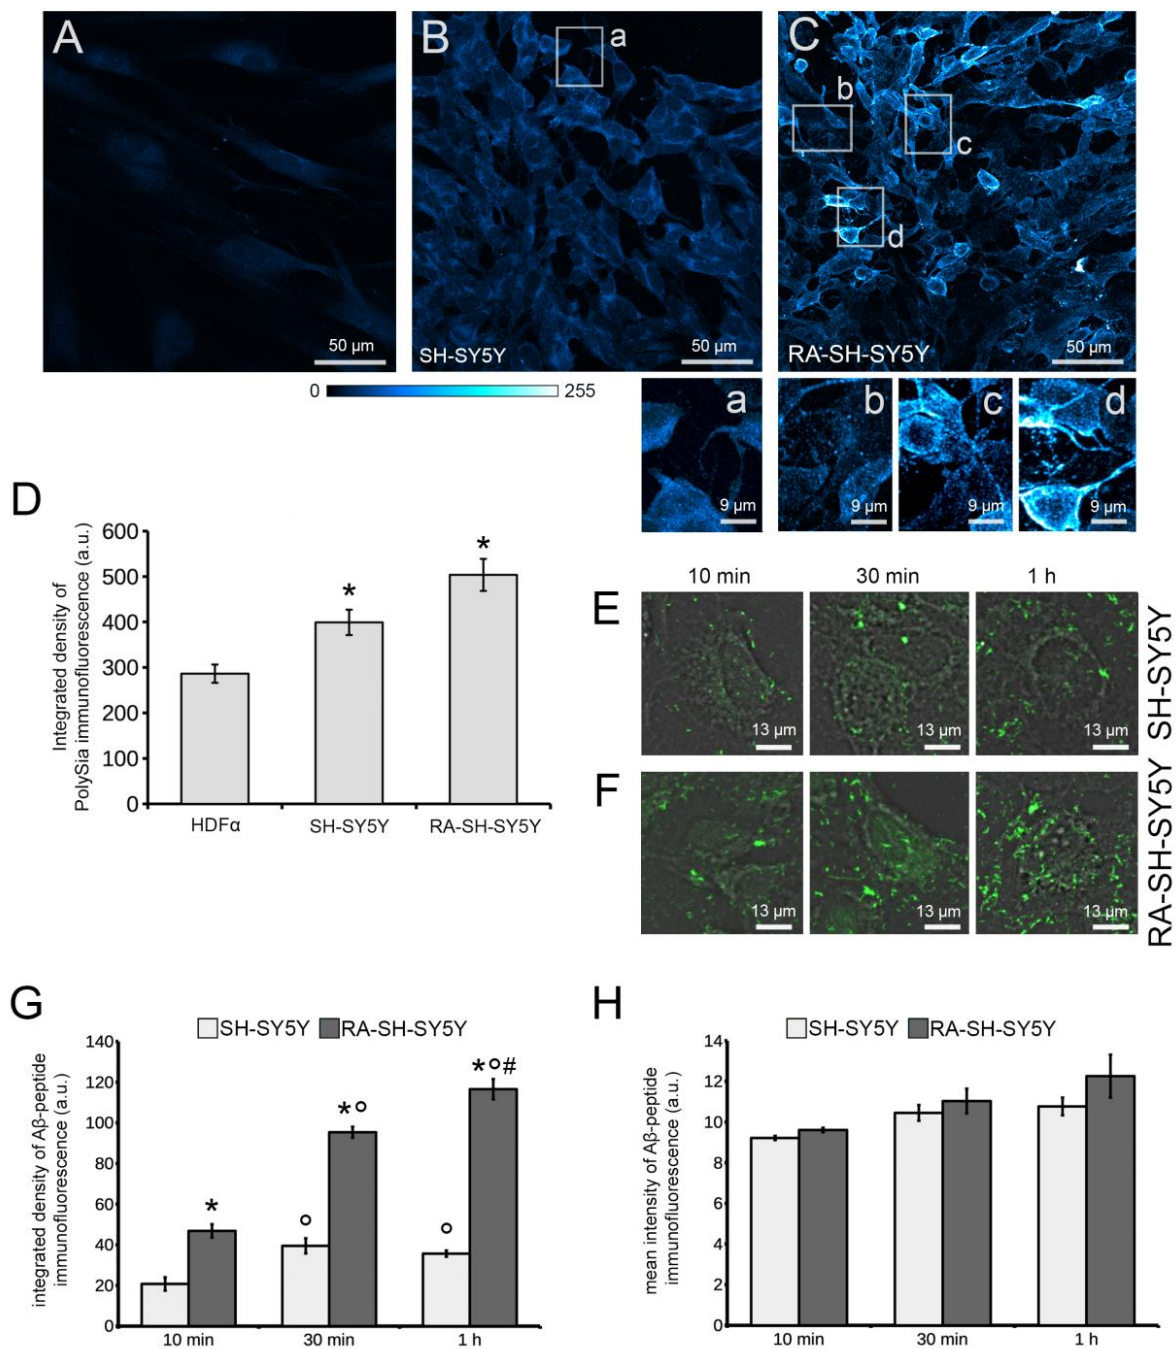 A
B
a
C
b
c
d
50 µm
SH-SY5Y
50 µm
RA-SH-SY5Y
50 µm
0
255
a
b
c
d
9 µm
9 µm
9 µm
9 µm
D
Integrated density of
PolySia immunofluorescence (a.u.)
600
500
400
300
200
100
0
*
*
HDFα
SH-SY5Y
RA-SH-SY5Y
10 min
30 min
1 h
E
13 µm
13 µm
13 µm
SH-SY5Y
F
13 µm
13 µm
13 µm
RA-SH-SY5Y
G
SH-SY5Y
RA-SH-SY5Y
integrated density of Aβ-peptide
immunofluorescence (a.u.)
140
120
100
80
60
40
20
0
*
°
*°
°
*°#
10 min
30 min
1 h
H
SH-SY5Y
RA-SH-SY5Y
mean intensity of Aβ-peptide
immunofluorescence (a.u.)
14
12
10
8
6
4
2
0
10 min
30 min
1 h